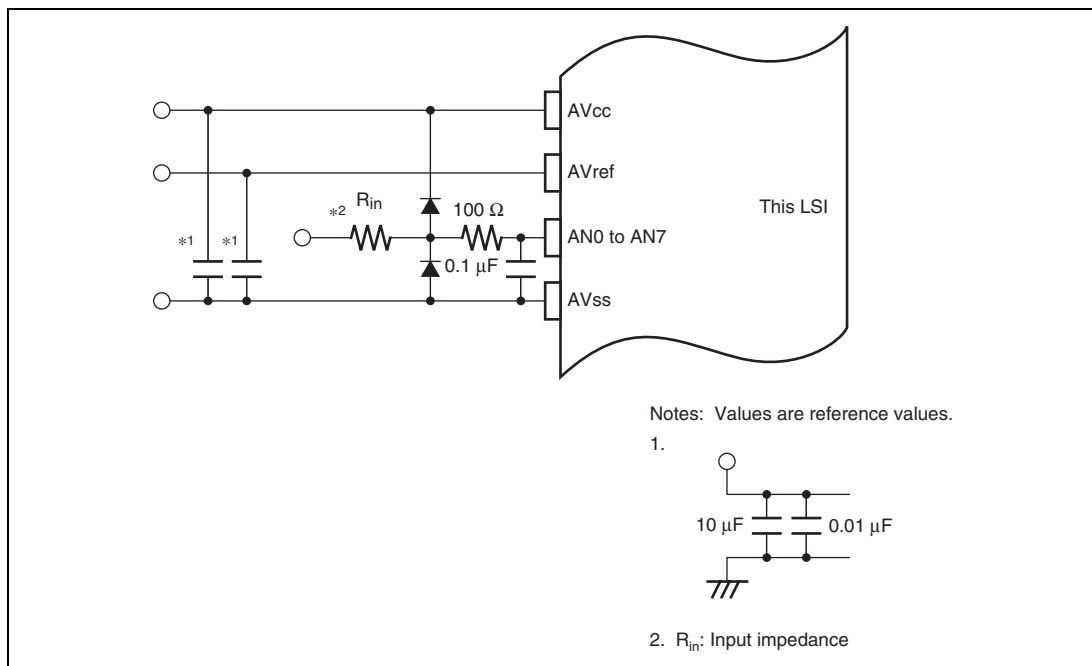 AVcc
AVref
*2 Rin
100 Ω
This LSI
*1 *1
AN0 to AN7
0.1 μF
AVss
Notes: Values are reference values.
1.
10 μF
0.01 μF
2. Rin: Input impedance